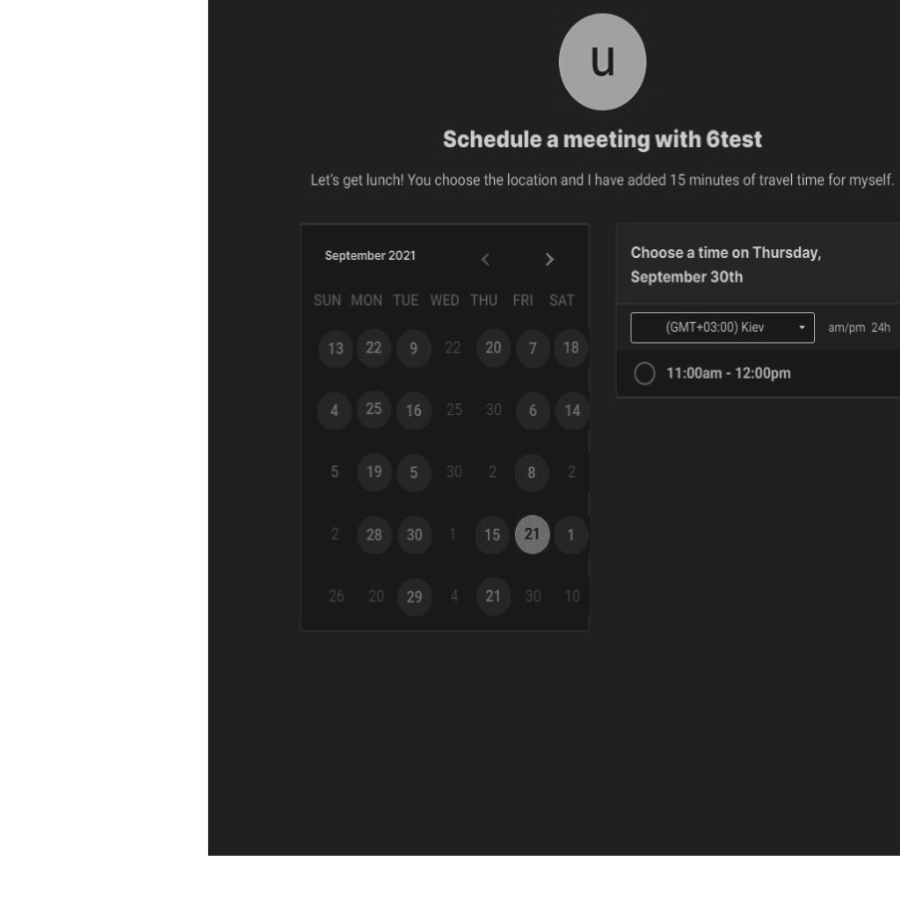 u
Schedule a meeting with 6test
Let's get lunch! You choose the location and I have added 15 minutes of travel time for myself.
September 2021
SUN MON TUE WED THU FRI SAT
13 22 9 22 20 7 18
4 25 16 25 30 6 14
5 19 5 30 2 8 2
2 28 30 1 15 21 1
26 20 29 4 21 30 10
Choose a time on Thursday,
September 30th
(GMT+03:00) Kiev am/pm 24h
11:00am - 12:00pm